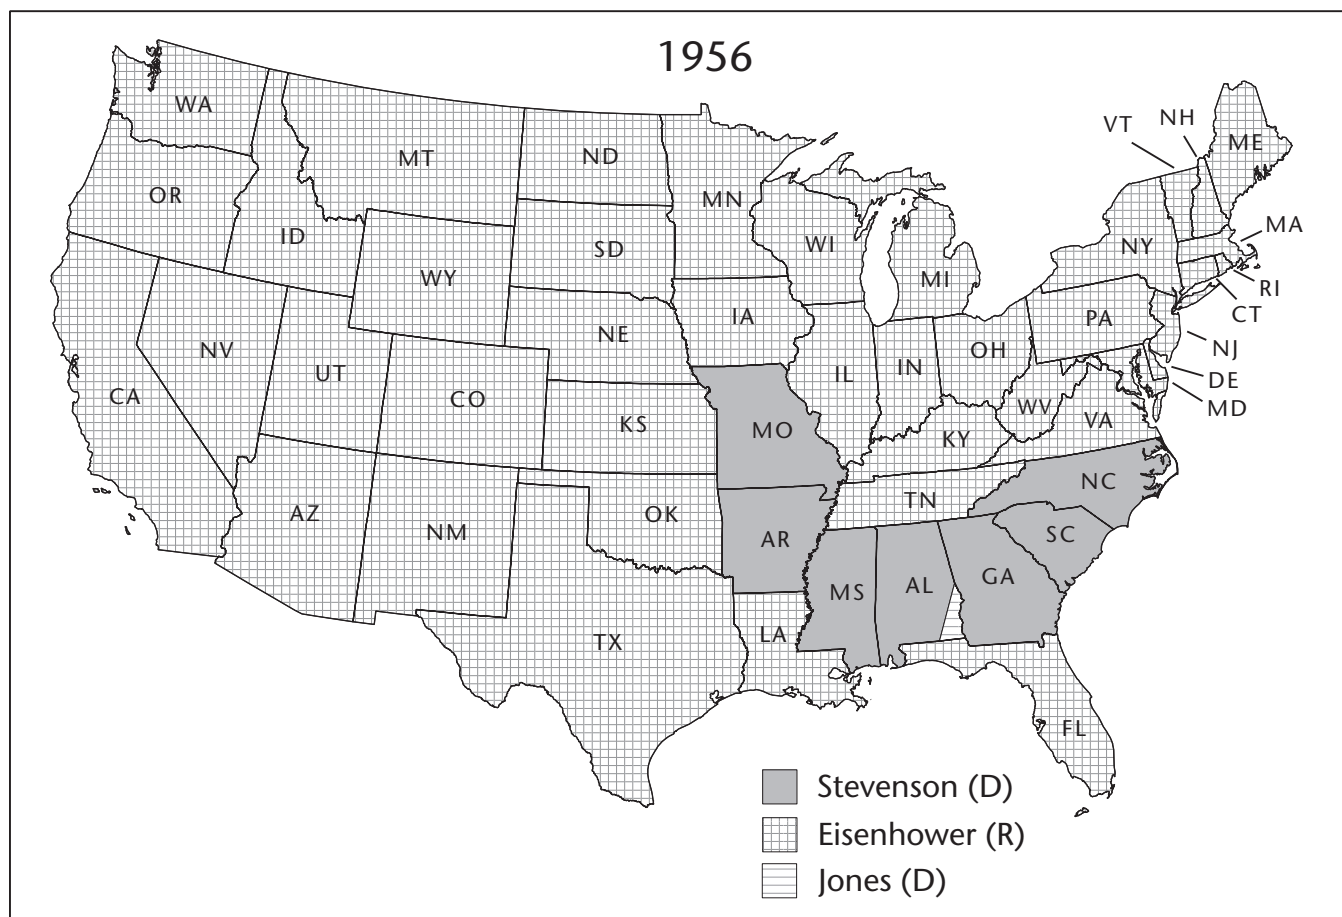 1956
WA
MT
ND
MN
VT
NH
ME
OR
ID
WY
SD
WI
MI
NY
MA
RI
CT
NV
UT
CO
NE
IA
IL
IN
OH
PA
NJ
DE
MD
CA
KS
MO
KY
WV
VA
AZ
NM
OK
AR
TN
NC
SC
TX
LA
MS
AL
GA
FL
Stevenson (D)
Eisenhower (R)
Jones (D)